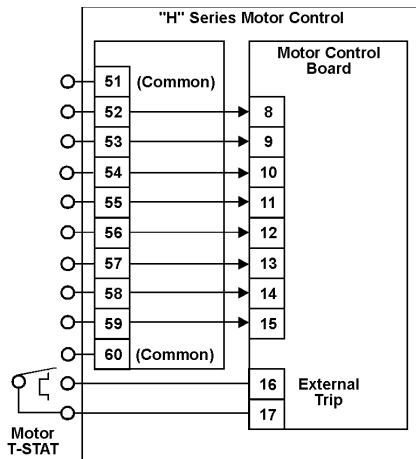 "H" Series Motor Control
Motor Control
Board
51 (Common)
52 8
53 9
54 10
55 11
56 12
57 13
58 14
59 15
60 (Common)
16 External
Trip
17
Motor
T-STAT